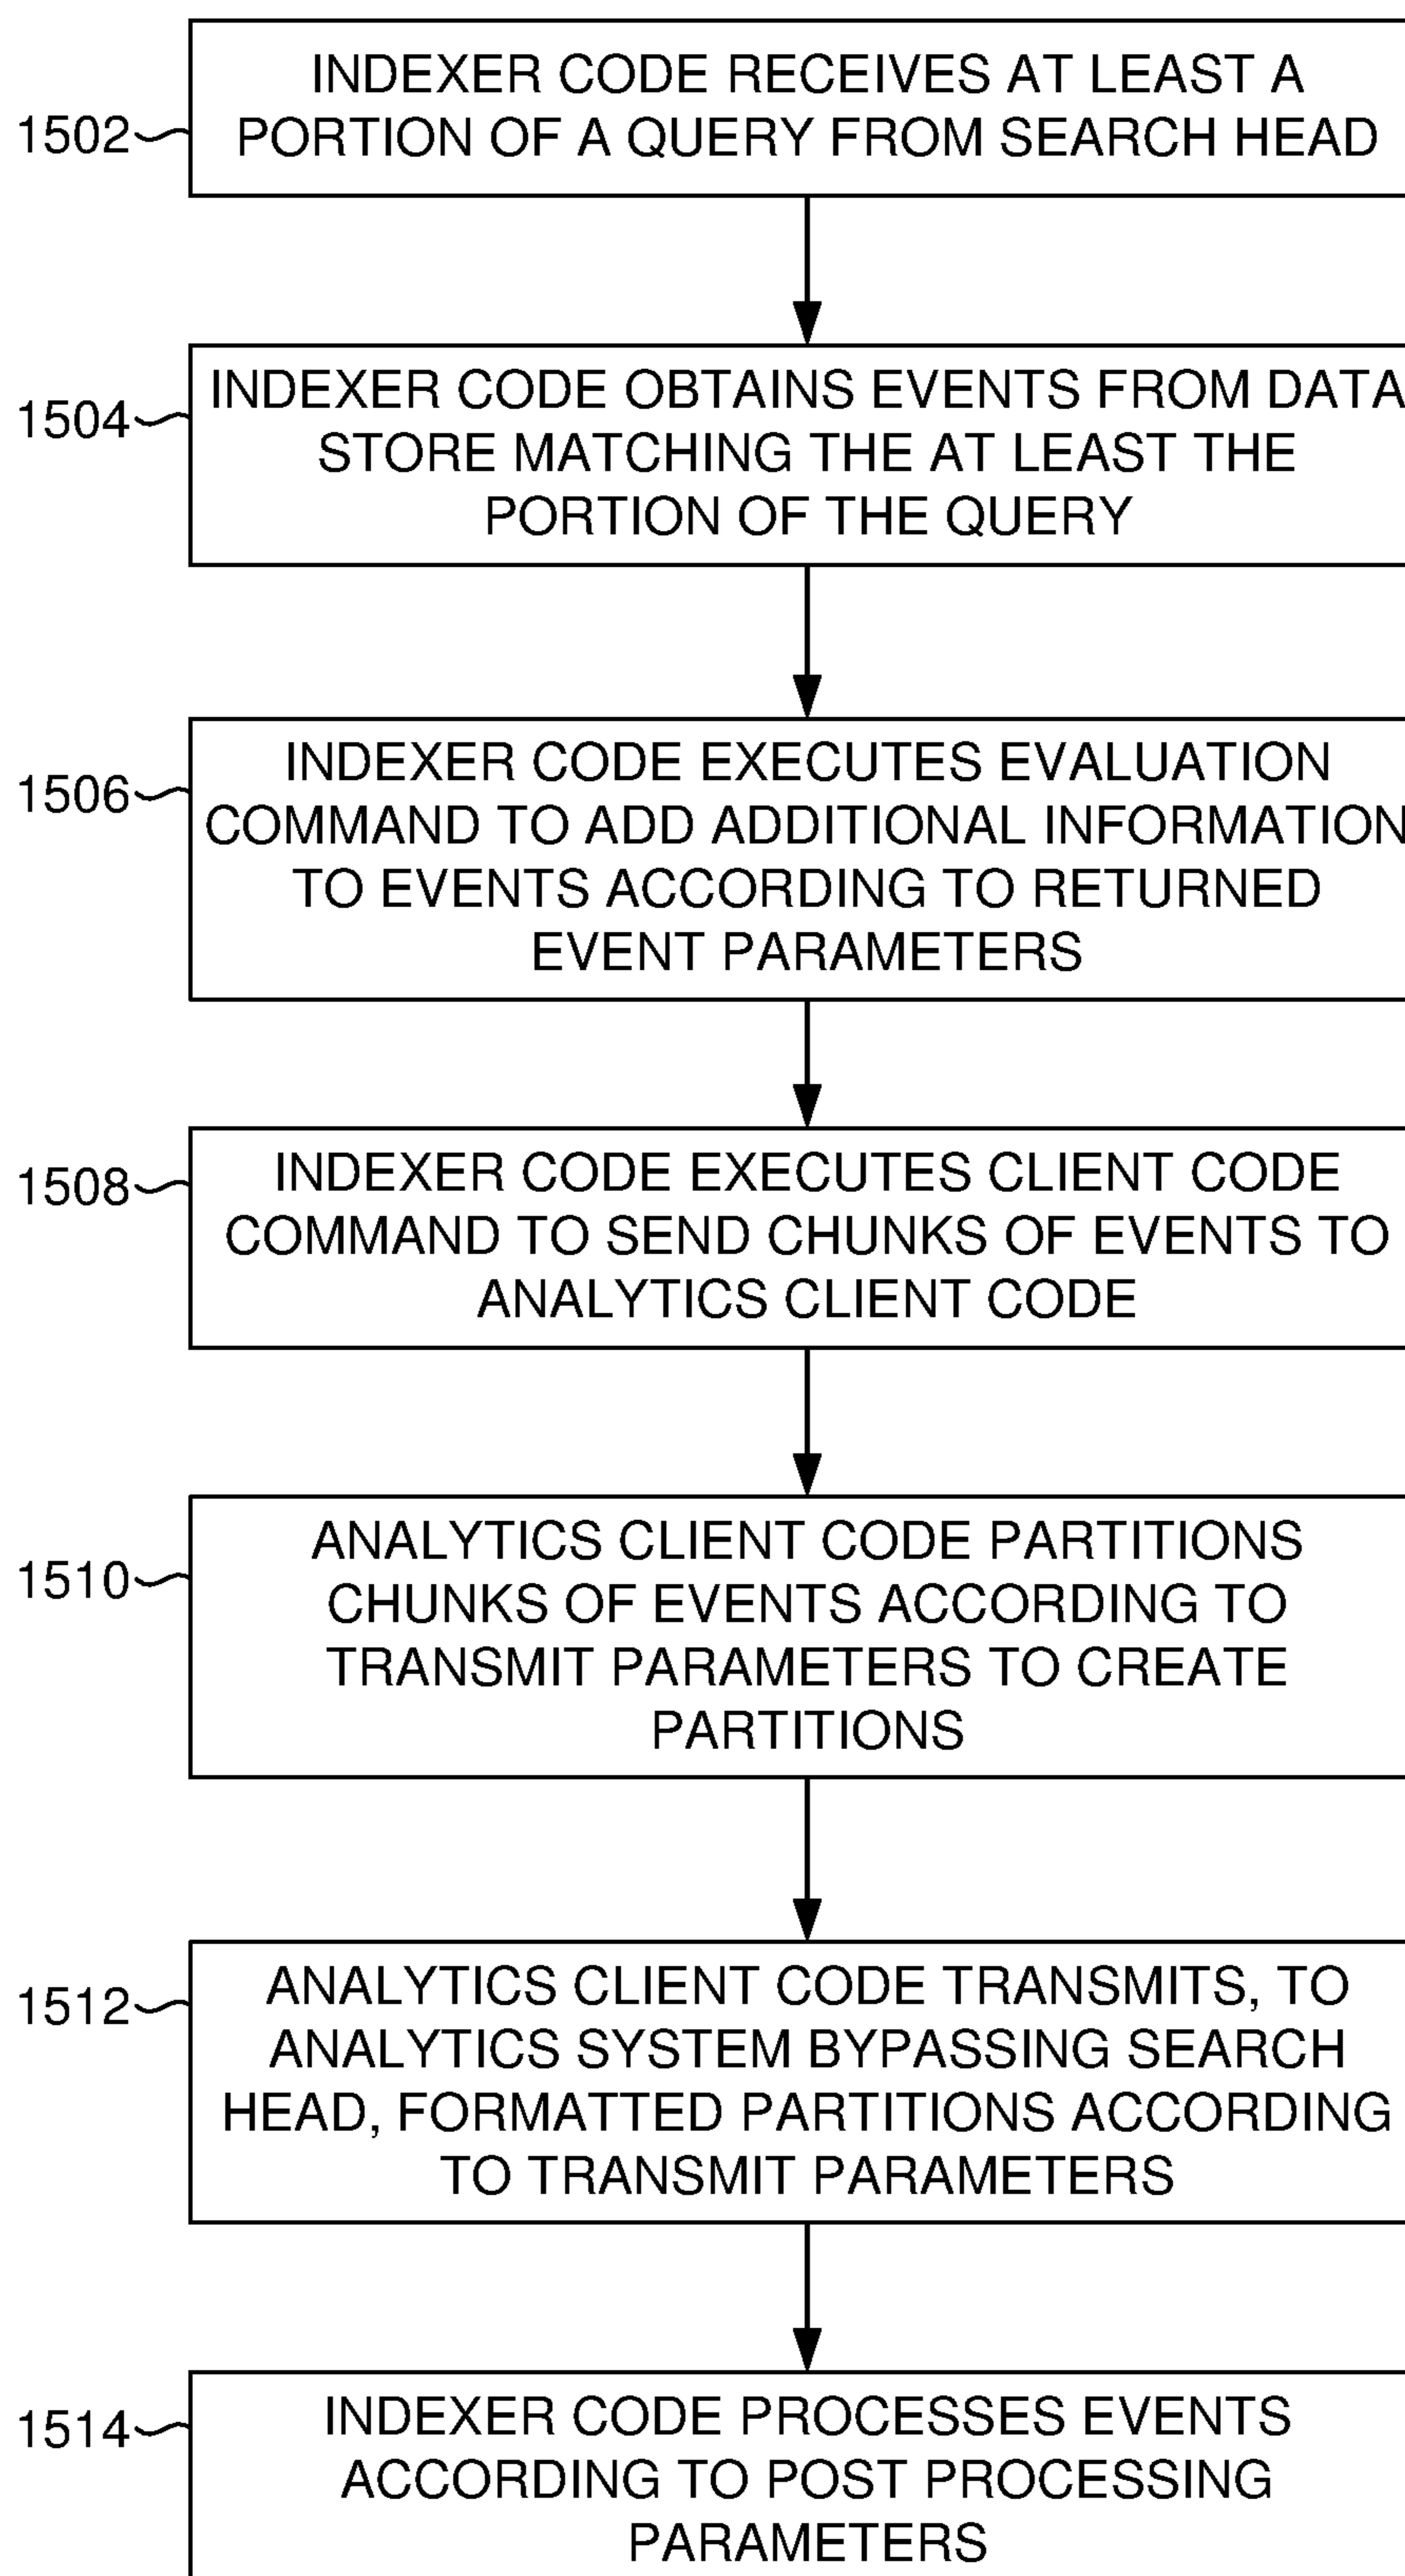 INDEXER CODE RECEIVES AT LEAST A
1502 PORTION OF A QUERY FROM SEARCH HEAD
INDEXER CODE OBTAINS EVENTS FROM DATA
1504
STORE MATCHING THE AT LEAST THE
PORTION OF THE QUERY
INDEXER CODE EXECUTES EVALUATION
1506
COMMAND TO ADD ADDITIONAL INFORMATION
TO EVENTS ACCORDING TO RETURNED
EVENT PARAMETERS
INDEXER CODE EXECUTES CLIENT CODE
1508
COMMAND TO SEND CHUNKS OF EVENTS TO
ANALYTICS CLIENT CODE
ANALYTICS CLIENT CODE PARTITIONS
1510
CHUNKS OF EVENTS ACCORDING TO
TRANSMIT PARAMETERS TO CREATE
PARTITIONS
ANALYTICS CLIENT CODE TRANSMITS, TO
1512
ANALYTICS SYSTEM BYPASSING SEARCH
HEAD, FORMATTED PARTITIONS ACCORDING
TO TRANSMIT PARAMETERS
INDEXER CODE PROCESSES EVENTS
1514
ACCORDING TO POST PROCESSING
PARAMETERS